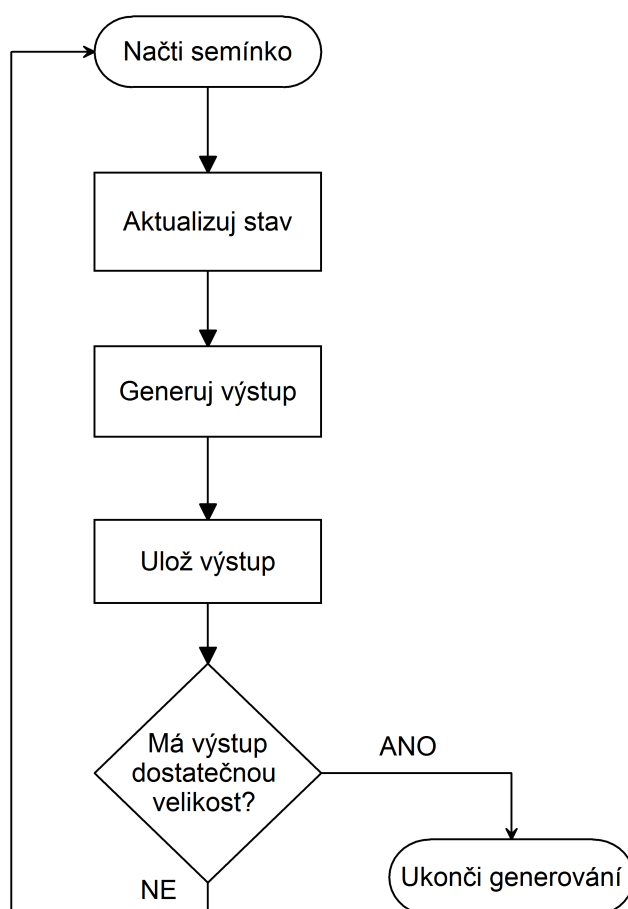 Načti semínko
Aktualizuj stav
Generuj výstup
Ulož výstup
Má výstup
dostatečnou
velikost?
ANO
NE
Ukonči generování